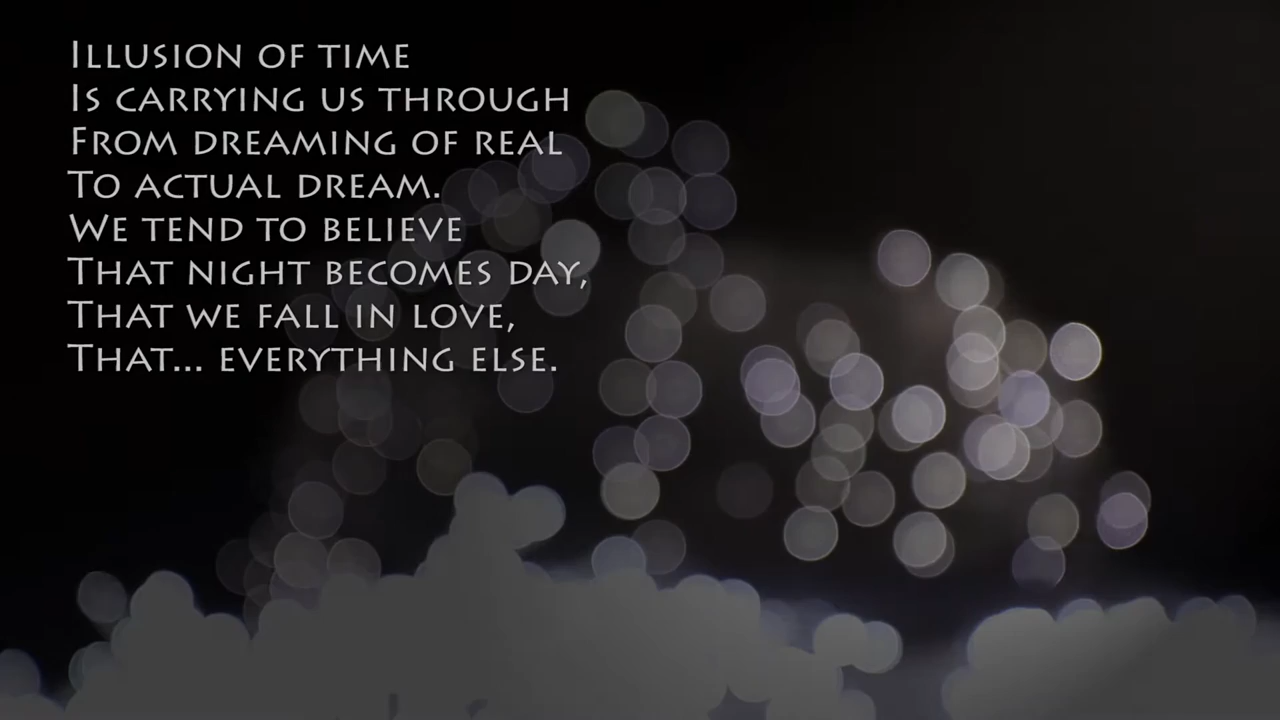 Illusion of time
Is carrying us through
From dreaming of real
To actual dream.
We tend to believe
That night becomes day,
That we fall in love,
That... everything else.